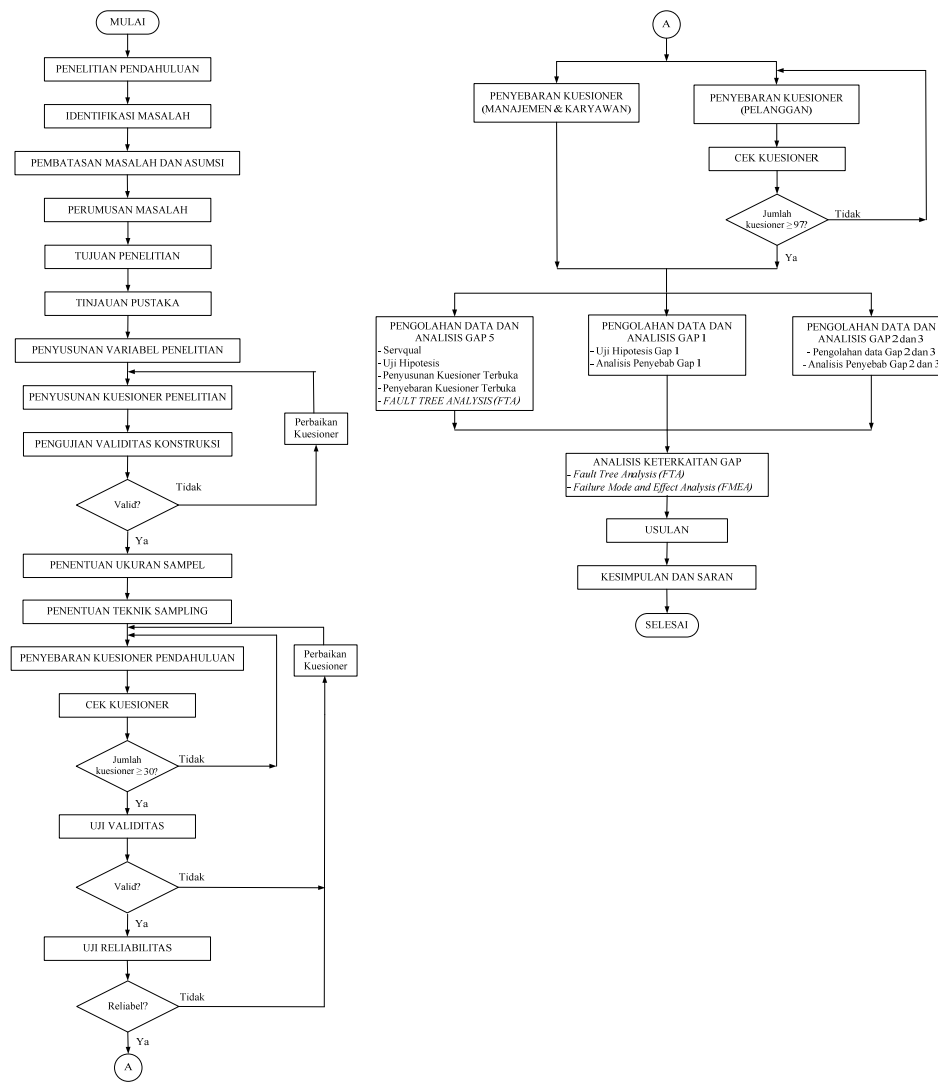 MULAI
PENELITIAN PENDAHULUAN
IDENTIFIKASI MASALAH
PEMBATASAN MASALAH DAN ASUMSI
PERUMUSAN MASALAH
TUJUAN PENELITIAN
TINJAUAN PUSTAKA
PENYUSUNAN VARIABEL PENELITIAN
PENYUSUNAN KUESIONER PENELITIAN
Perbaikan
Kuesioner
PENGUJIAN VALIDITAS KONSTRUKSI
Valid?
Tidak
Ya
PENENTUAN UKURAN SAMPEL
PENENTUAN TEKNIK SAMPLING
PENYEBARAN KUESIONER PENDAHULUAN
Perbaikan
Kuesioner
CEK KUESIONER
Jumlah
kuesioner ≥ 30?
Tidak
Ya
UJI VALIDITAS
Valid?
Tidak
Ya
UJI RELIABILITAS
Reliabel?
Tidak
Ya
A
A
PENYEBARAN KUESIONER
(MANAJEMEN & KARYAWAN)
PENYEBARAN KUESIONER
(PELANGGAN)
CEK KUESIONER
Jumlah
kuesioner ≥ 97?
Tidak
Ya
PENGOLAHAN DATA DAN
ANALISIS GAP 5
- Servqual
- Uji Hipotesis
- Penyusunan Kuesioner Terbuka
- Penyebaran Kuesioner Terbuka
- FAULT TREE ANALYSIS (FTA)
PENGOLAHAN DATA DAN
ANALISIS GAP 1
- Uji Hipotesis Gap 1
- Analisis Penyebab Gap 1
PENGOLAHAN DATA DAN
ANALISIS GAP 2 dan 3
- Pengolahan data Gap 2 dan 3
- Analisis Penyebab Gap 2 dan 3
ANALISIS KETERKAITAN GAP
- Fault Tree Analysis (FTA)
- Failure Mode and Effect Analysis (FMEA)
USULAN
KESIMPULAN DAN SARAN
SELESAI